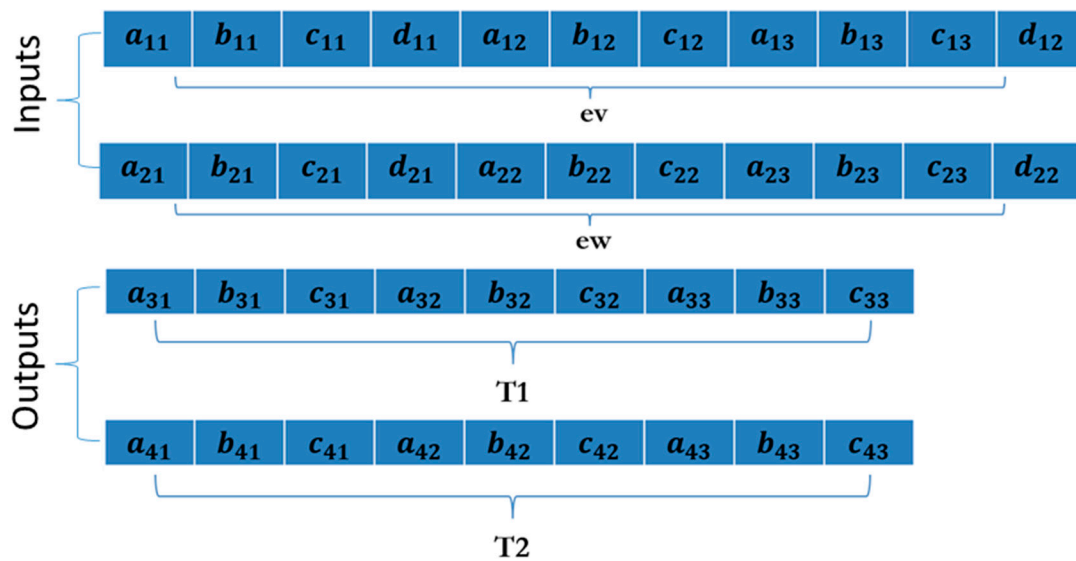 Inputs
a₁₁ b₁₁ c₁₁ d₁₁ a₁₂ b₁₂ c₁₂ a₁₃ b₁₃ c₁₃ d₁₂
ev
a₂₁ b₂₁ c₂₁ d₂₁ a₂₂ b₂₂ c₂₂ a₂₃ b₂₃ c₂₃ d₂₂
ew
Outputs
a₃₁ b₃₁ c₃₁ a₃₂ b₃₂ c₃₂ a₃₃ b₃₃ c₃₃
T1
a₄₁ b₄₁ c₄₁ a₄₂ b₄₂ c₄₂ a₄₃ b₄₃ c₄₃
T2